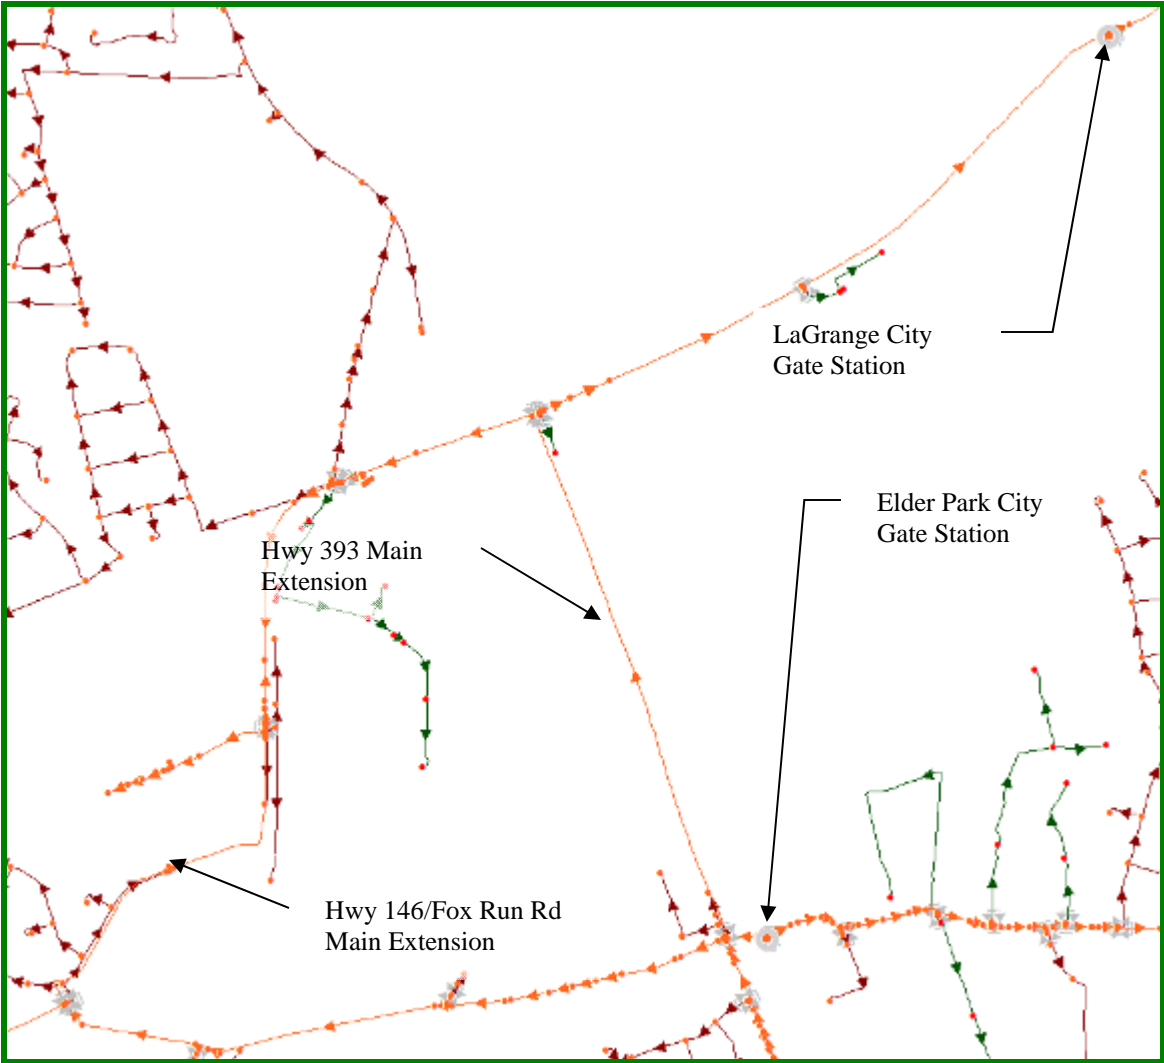 LaGrange City
Gate Station
Elder Park City
Gate Station
Hwy 393 Main
Extension
Hwy 146/Fox Run Rd
Main Extension